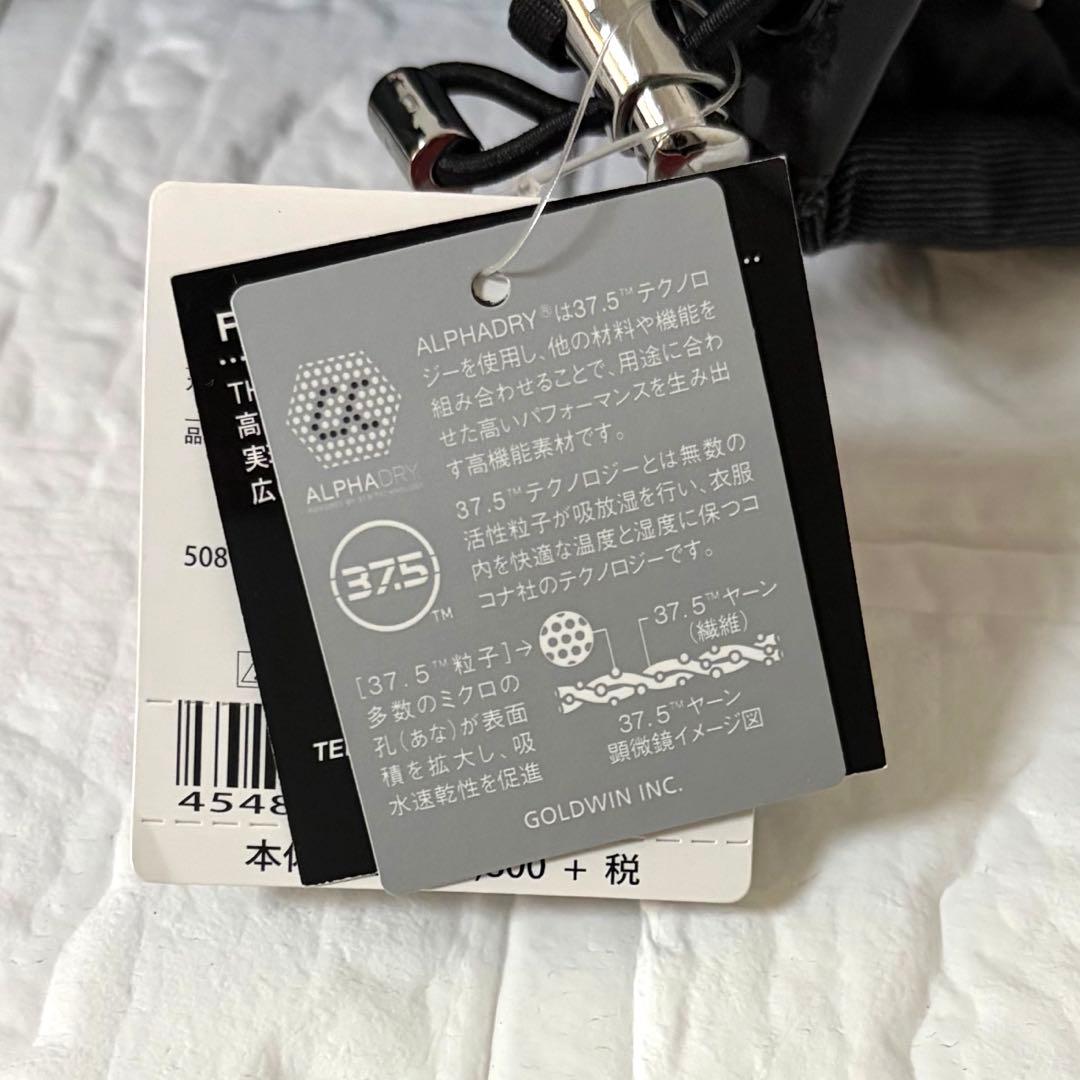 ALPHADRY®は37.5™テクノロ
ジーを使用し、他の材料や機能を
組み合わせることで、用途に合わ
せた高いパフォーマンスを生み出
す高機能素材です。
ALPHADRY
37.5™テクノロジーとは無数の
活性粒子が吸放湿を行い、衣服
内を快適な温度と湿度に保つコ
コナ社のテクノロジーです。
37.5™
[37.5™粒子]→
多数のミクロの
孔(あな)が表面
積を拡大し、吸
水速乾性を促進
37.5™ヤーン
(繊維)
37.5™ヤーン
顕微鏡イメージ図
GOLDWIN INC.
TH
高
実
広
TE
品
508
4548
本体
00 + 税